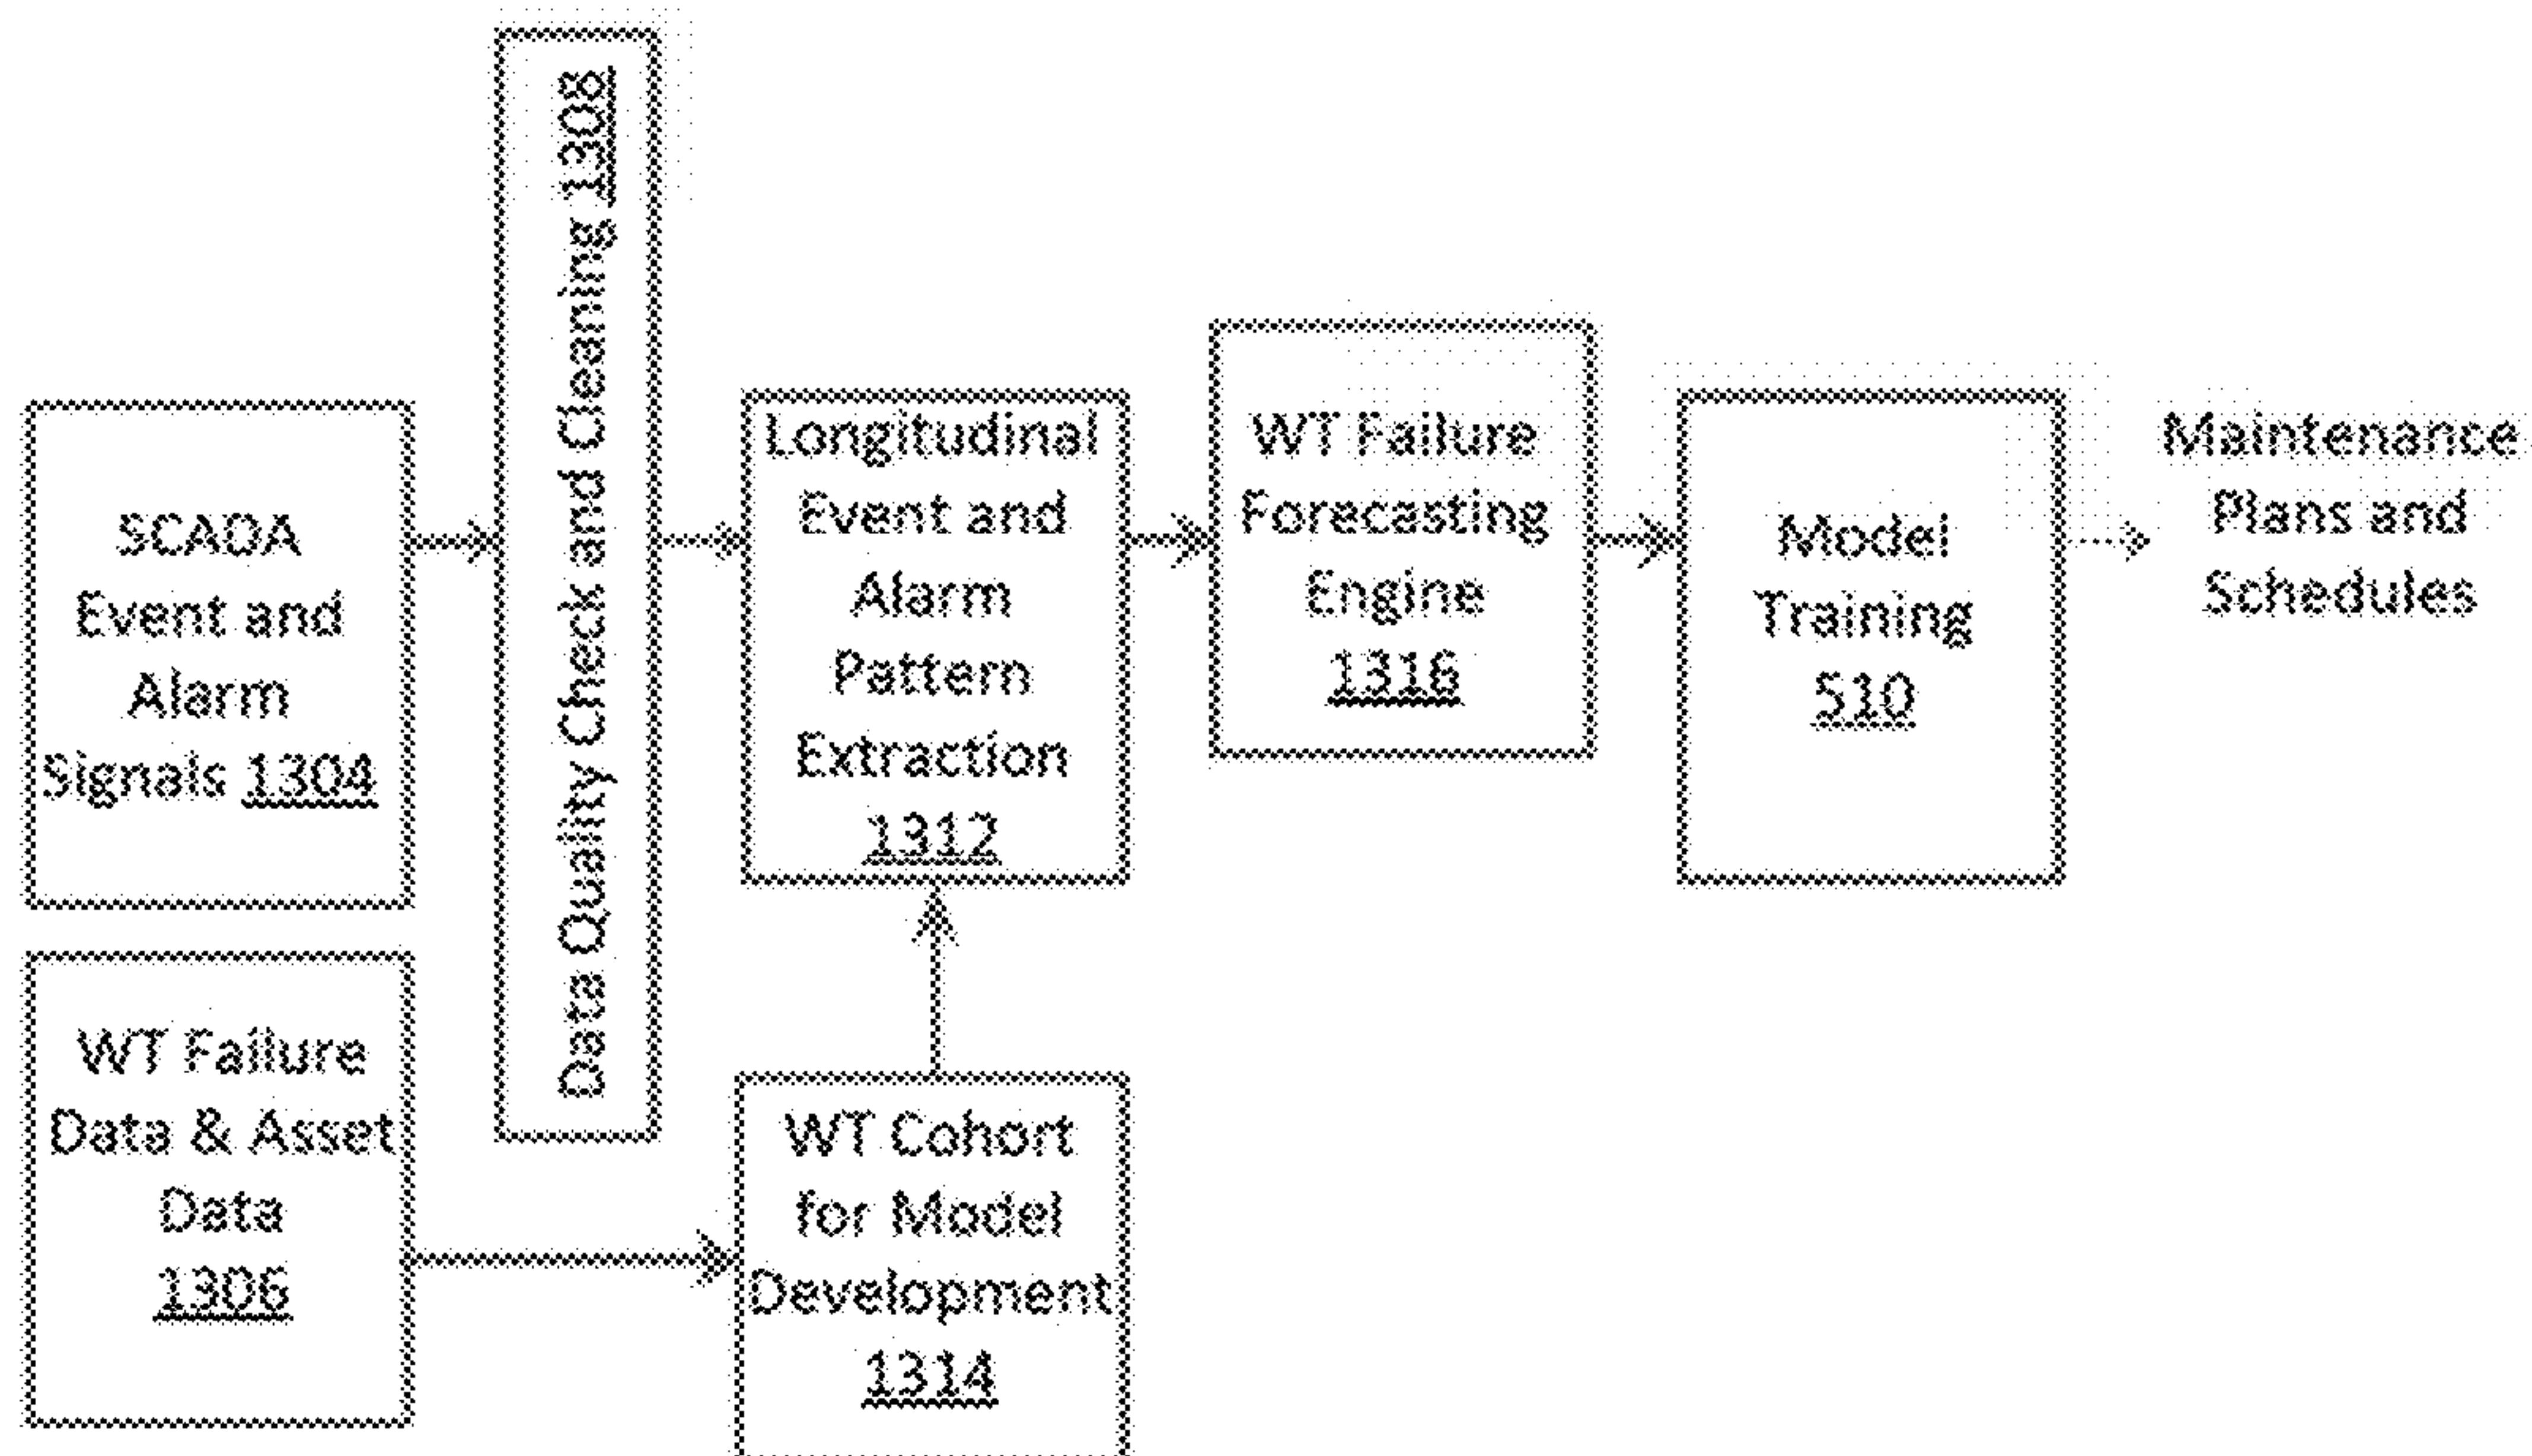 SCADA
Event and
Alarm
Signals 1304
WT Failure
Data & Asset
Data
1306
Data Quality Check and Cleaning 1308
Longitudinal
Event and
Alarm
Pattern
Extraction
1312
WT Cohort
for Model
Development
1314
WT Failure
Forecasting
Engine
1316
Model
Training
510
Maintenance
Plans and
Schedules